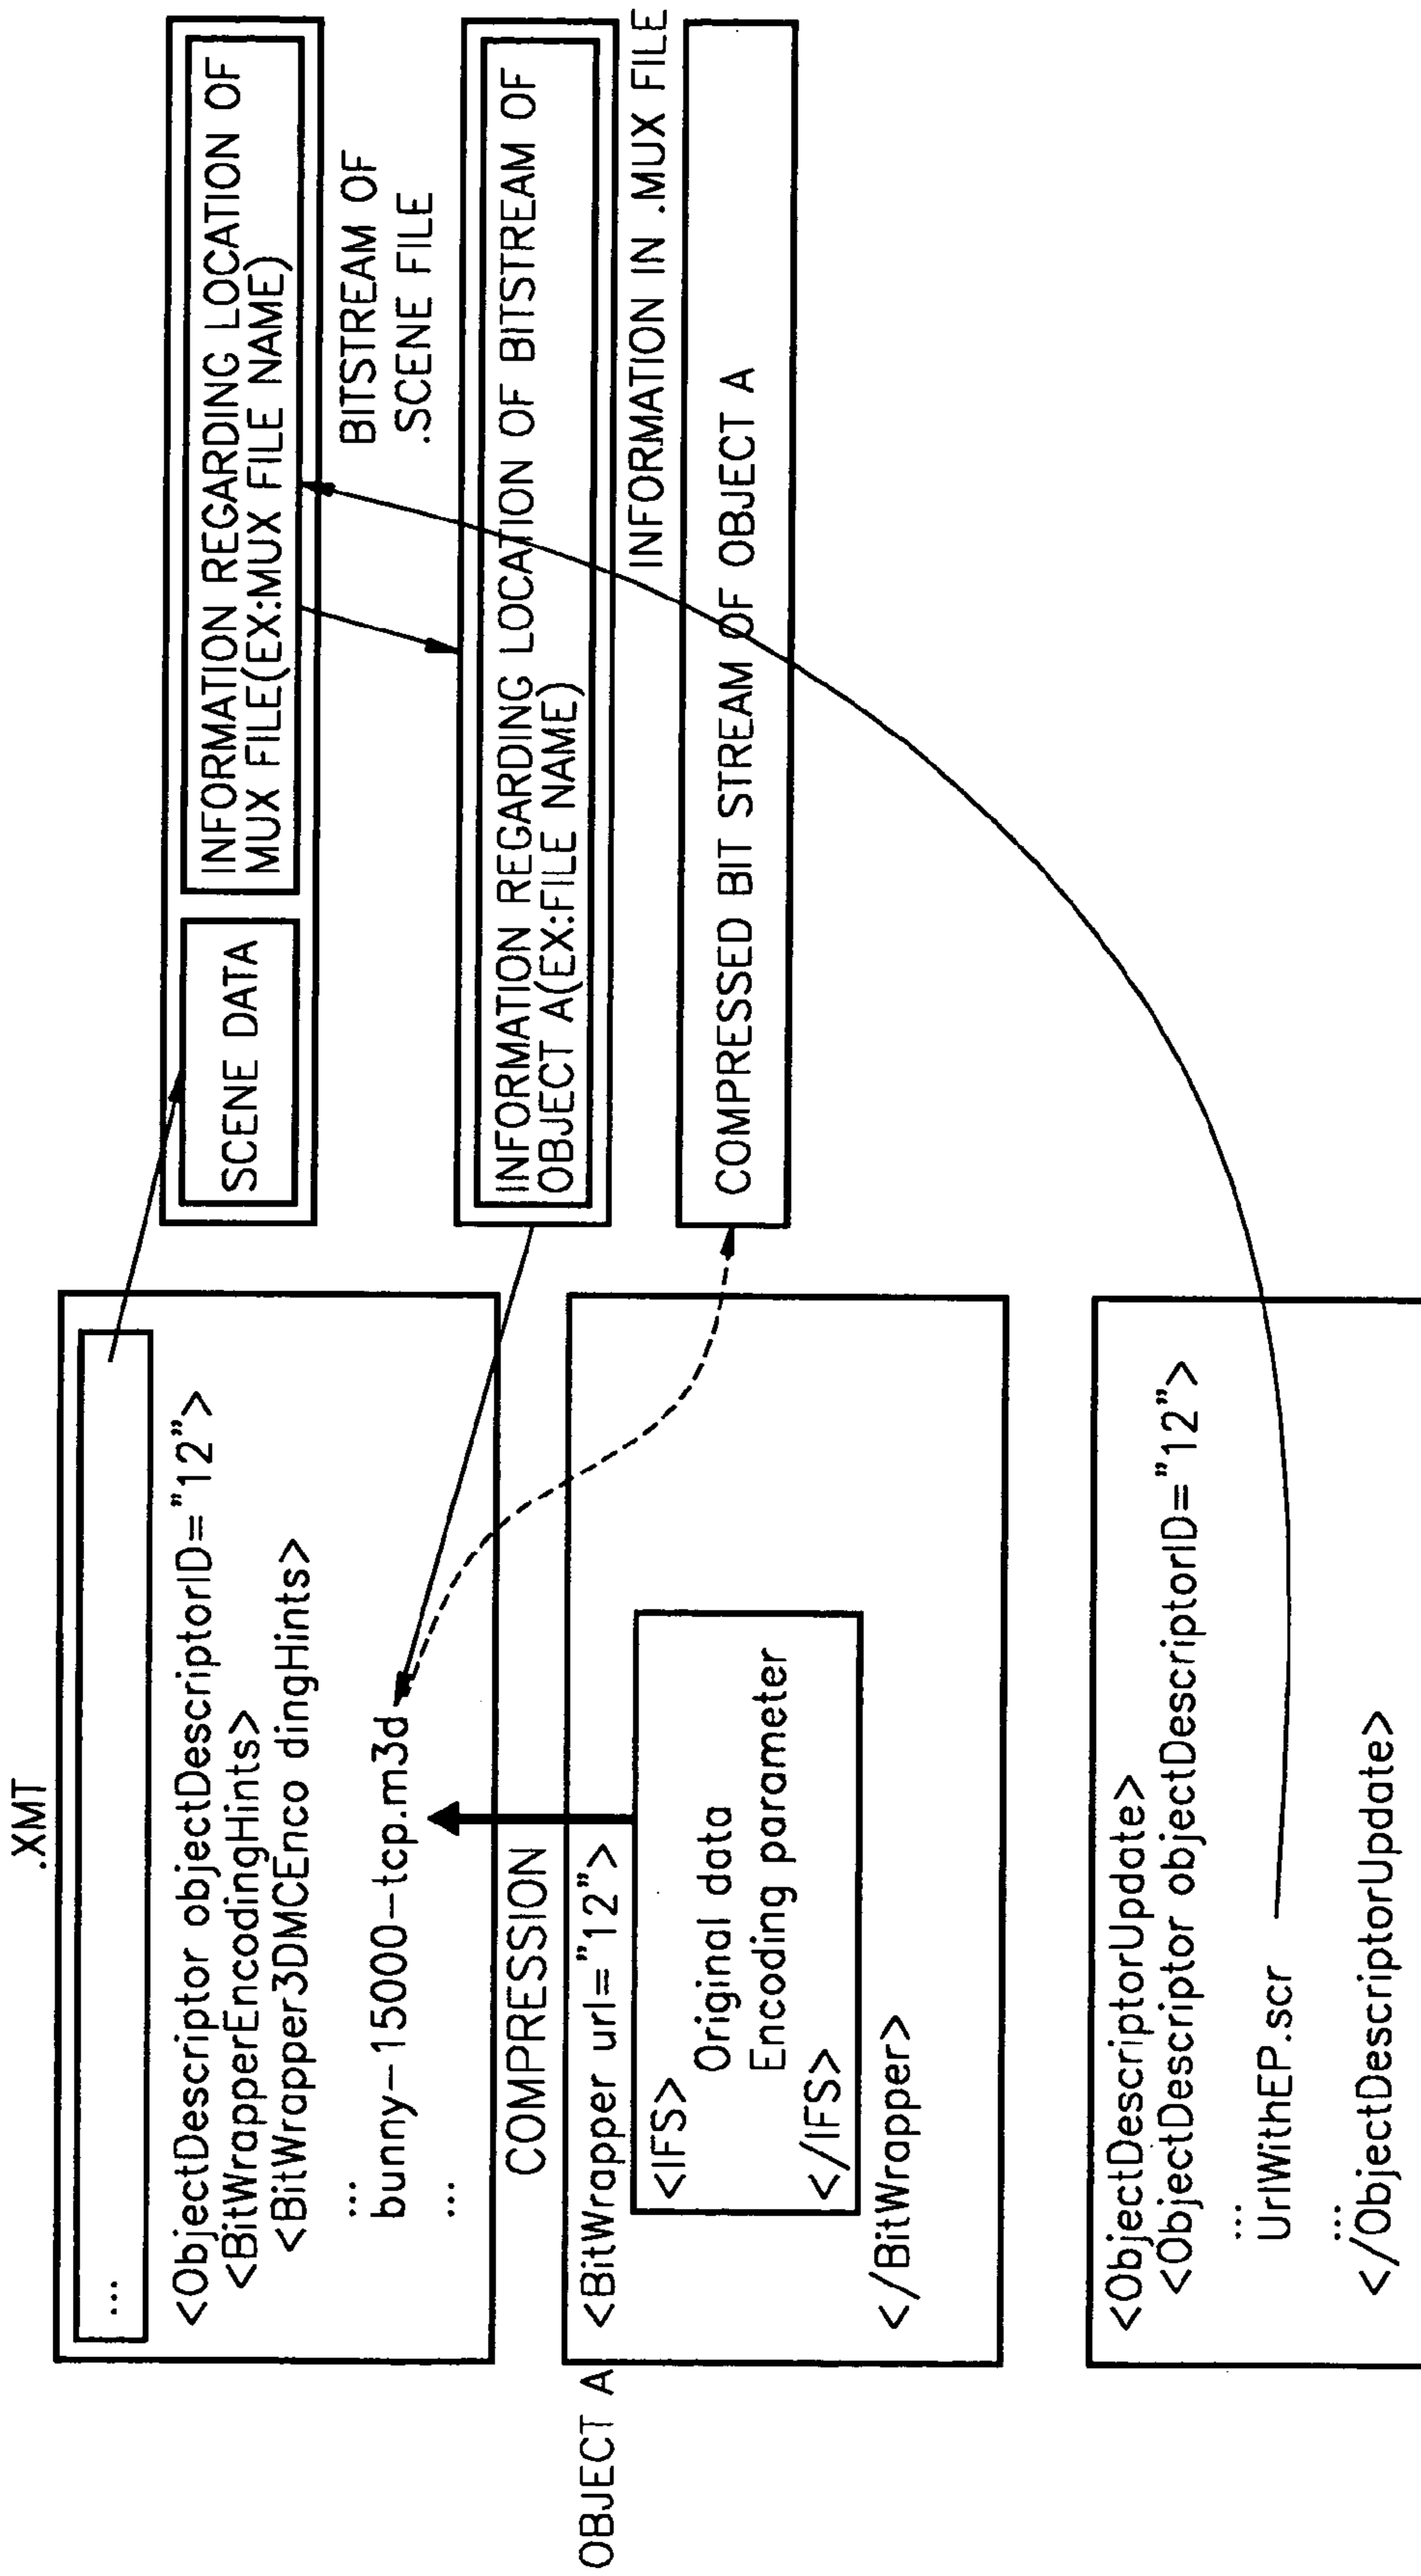 .XMT
...
<ObjectDescriptor objectDescriptorID="12">
<BitWrapperEncodingHints>
<BitWrapper3DMCEnco dingHints>
...
bunny-15000-tcp.m3d
...
COMPRESSION
OBJECT A
<BitWrapper url="12">
<IFS>
Original data
Encoding parameter
</IFS>
</BitWrapper>
<ObjectDescriptorUpdate>
<ObjectDescriptor objectDescriptorID="12">
...
UrlWithEP.scr
...
</ObjectDescriptorUpdate>
SCENE DATA
INFORMATION REGARDING LOCATION OF
MUX FILE(EX:MUX FILE NAME)
BITSTREAM OF
.SCENE FILE
INFORMATION REGARDING LOCATION OF BITSTREAM OF
OBJECT A(EX:FILE NAME)
INFORMATION IN .MUX FILE
COMPRESSED BIT STREAM OF OBJECT A